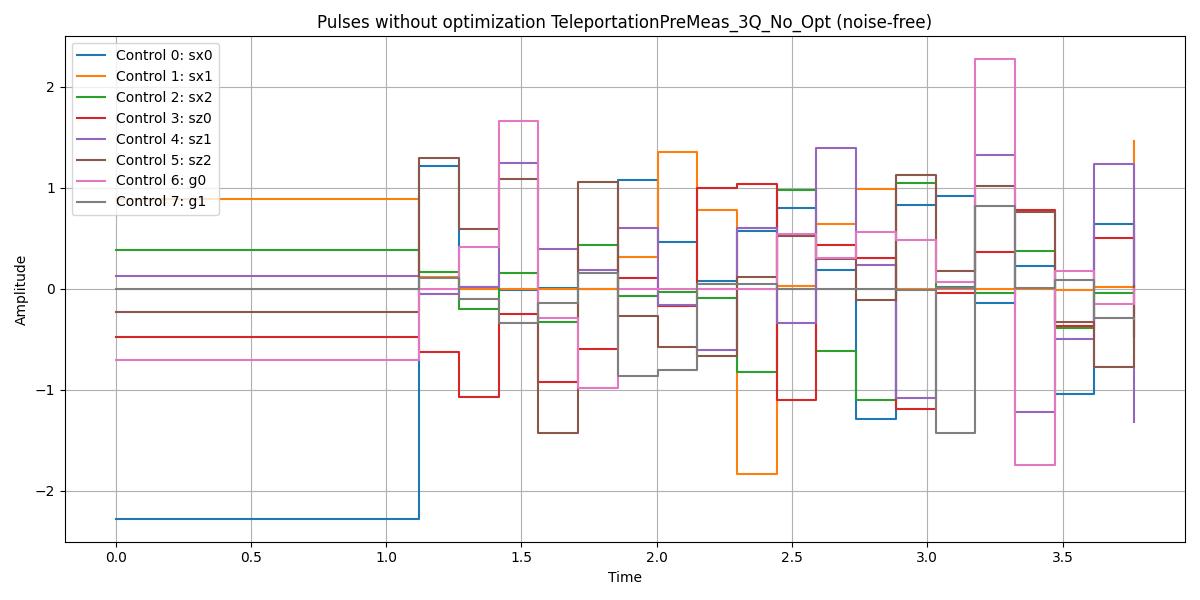 Pulses without optimization TeleportationPreMeas_3Q_No_Opt (noise-free)
Control 0: sx0
Control 1: sx1
Control 2: sx2
Control 3: sz0
Control 4: sz1
Control 5: sz2
Control 6: g0
Control 7: g1
Amplitude
2
1
0
−1
−2
0.0 0.5 1.0 1.5 2.0 2.5 3.0 3.5
Time